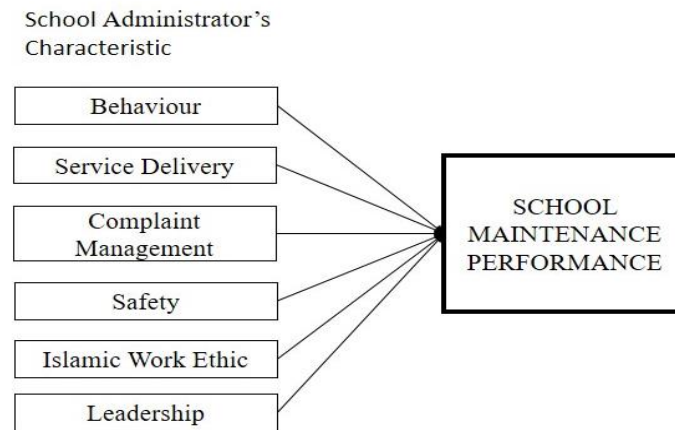 School Administrator's
Characteristic
Behaviour
Service Delivery
Complaint
Management
Safety
Islamic Work Ethic
Leadership
SCHOOL
MAINTENANCE
PERFORMANCE